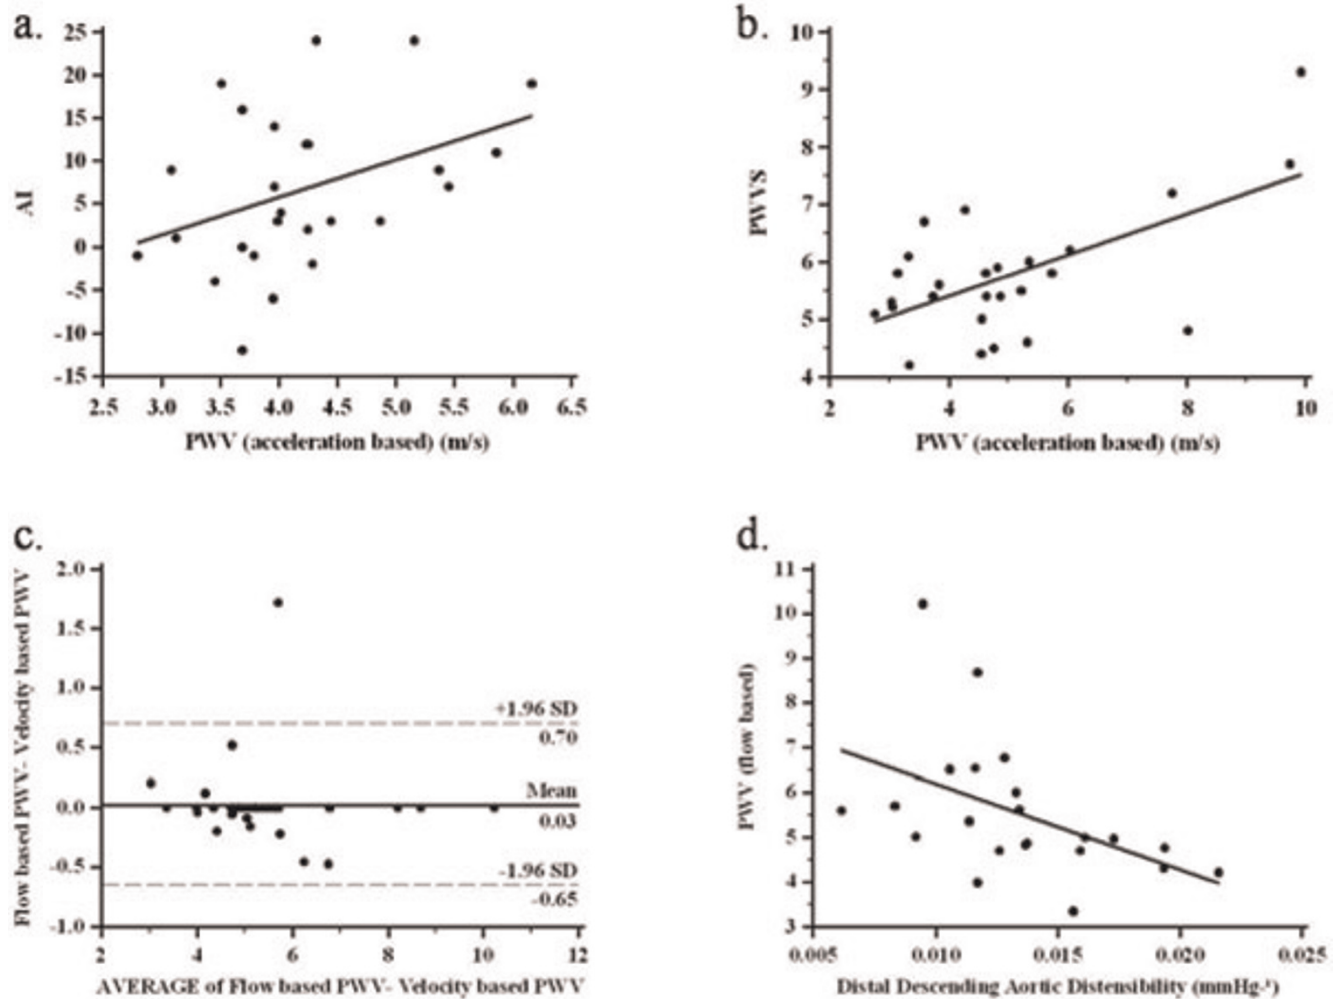 a.
25
20
15
10
5
0
-5
-10
-15
AI
2.5 3.0 3.5 4.0 4.5 5.0 5.5 6.0 6.5
PWV (acceleration based) (m/s)
b.
10
9
8
7
6
5
4
PWVS
2 4 6 8 10
PWV (acceleration based) (m/s)
c.
2.0
1.5
1.0
0.5
0.0
-0.5
-1.0
Flow based PWV- Velocity based PWV
+1.96 SD
0.70
Mean
0.03
-1.96 SD
-0.65
2 4 6 8 10 12
AVERAGE of Flow based PWV- Velocity based PWV
d.
11
10
9
8
7
6
5
4
3
PWV (flow based)
0.005 0.010 0.015 0.020 0.025
Distal Descending Aortic Distensibility